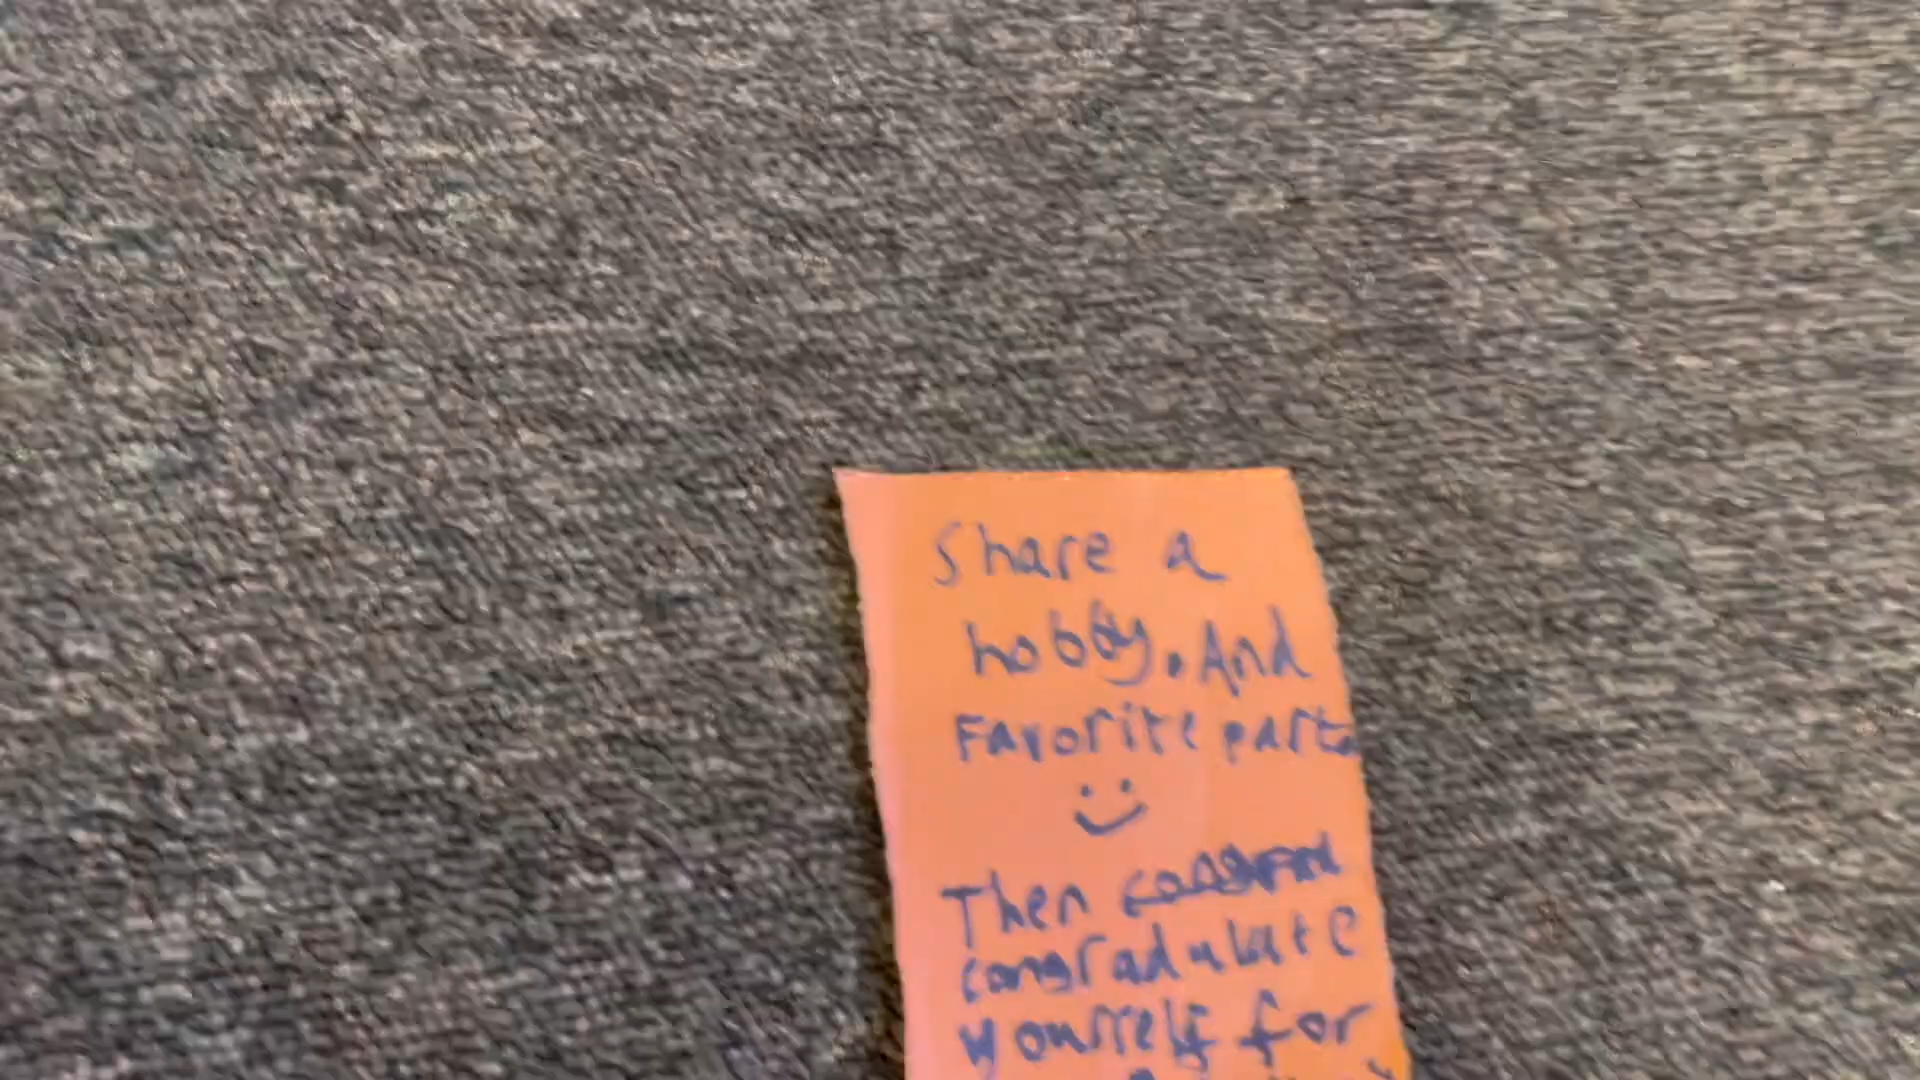 Share a
hobby. And
Favorite part.
Then
congradulate
yourself for